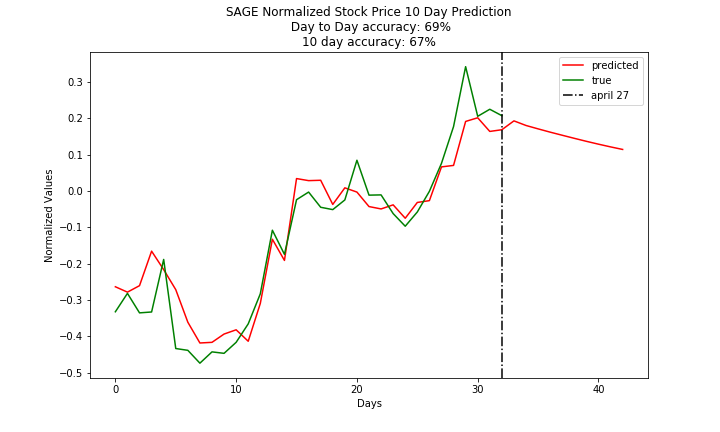 SAGE Normalized Stock Price 10 Day Prediction
Day to Day accuracy: 69%
10 day accuracy: 67%
predicted
true
april 27
Normalized Values
0.3
0.2
0.1
0.0
−0.1
−0.2
−0.3
−0.4
−0.5
0 10 20 30 40
Days